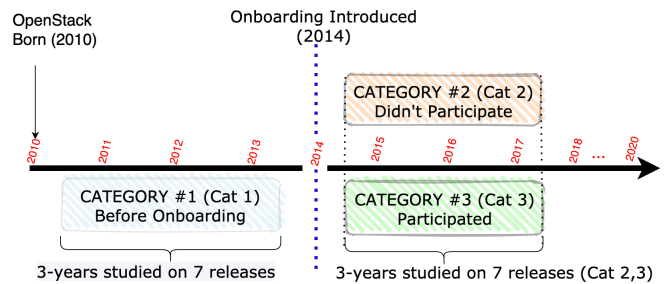 OpenStack
Born (2010)
Onboarding Introduced
(2014)
CATEGORY #2 (Cat 2)
Didn't Participate
2010
2011
2012
2013
2014
2015
2016
2017
2018
...
2020
CATEGORY #1 (Cat 1)
Before Onboarding
CATEGORY #3 (Cat 3)
Participated
3-years studied on 7 releases
3-years studied on 7 releases (Cat 2,3)